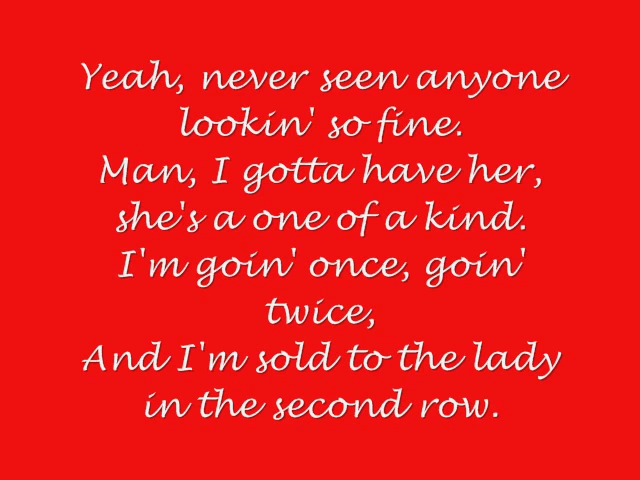 Yeah, never seen anyone
lookin' so fine.
Man, I gotta have her,
she's a one of a kind.
I'm goin' once, goin'
twice,
And I'm sold to the lady
in the second row.